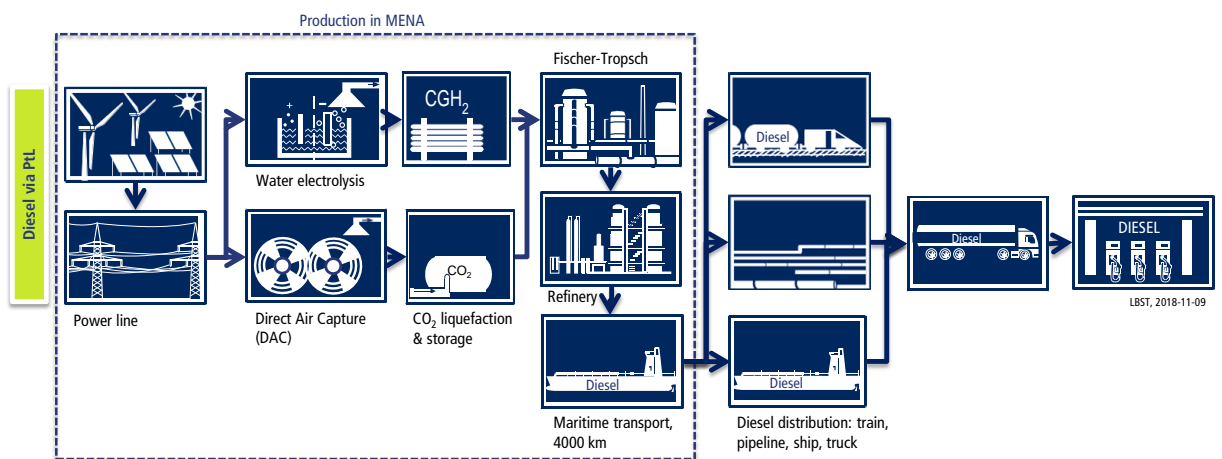 Production in MENA
Diesel via PtL
Power line
+
Water electrolysis
CGH₂
Direct Air Capture
(DAC)
CO₂
CO₂ liquefaction
& storage
Fischer-Tropsch
Refinery
Diesel
Maritime transport,
4000 km
Diesel
Diesel
Diesel distribution: train,
pipeline, ship, truck
Diesel
DIESEL
LBST, 2018-11-09